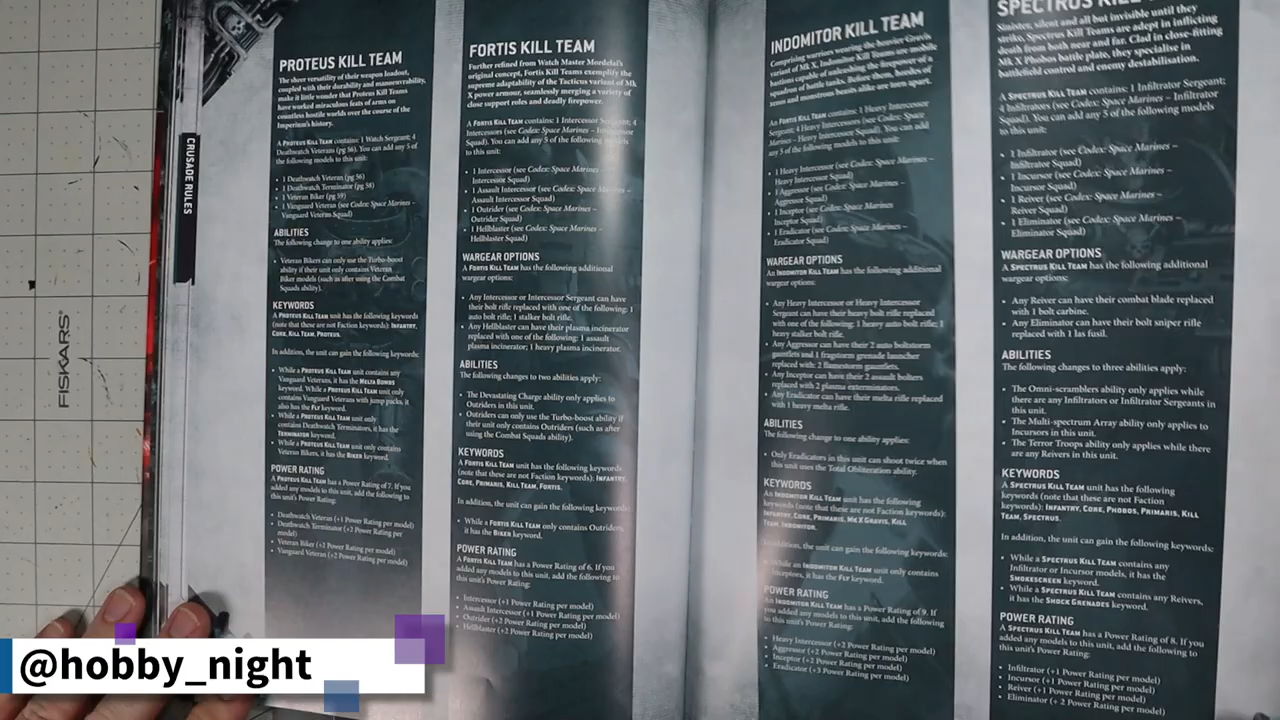 CRUSADE RULES
FISKARS®
PROTEUS KILL TEAM
The sheer versatility of their weapon loadout,
coupled with their durability and manoeuvrability,
make it little wonder that Proteus Kill Teams
have worked miraculous feats of arms on
countless hostile worlds over the course of the
Imperium's history.
A PROTEUS KILL TEAM contains: 1 Watch Sergeant; 4
Deathwatch Veterans (pg 56). You can add any 5 of
the following models to this unit:
• 1 Deathwatch Veteran (pg 56)
• 1 Deathwatch Terminator (pg 58)
• 1 Veteran Biker (pg 59)
• 1 Vanguard Veteran (see Codex: Space Marines -
Vanguard Veteran Squad)
ABILITIES
The following change to one ability applies:
• Veteran Bikers can only use the Turbo-boost
ability if their unit only contains Veteran
Biker models (such as after using the Combat
Squads ability).
KEYWORDS
A PROTEUS KILL TEAM unit has the following keywords
(note that these are not Faction keywords): INFANTRY,
CORE, KILL TEAM, PROTEUS.
In addition, the unit can gain the following keywords:
• While a PROTEUS KILL TEAM unit contains any
Vanguard Veterans, it has the MELTA BOMBS
keyword. While a PROTEUS KILL TEAM unit only
contains Vanguard Veterans with jump packs, it
also has the FLY keyword.
• While a PROTEUS KILL TEAM unit only
contains Deathwatch Terminators, it has the
TERMINATOR keyword.
• While a PROTEUS KILL TEAM unit only contains
Veteran Bikers, it has the BIKER keyword.
POWER RATING
A PROTEUS KILL TEAM has a Power Rating of 7. If you
added any models to this unit, add the following to
this unit's Power Rating:
• Deathwatch Veteran (+1 Power Rating per model)
• Deathwatch Terminator (+2 Power Rating per
model)
• Veteran Biker (+2 Power Rating per model)
• Vanguard Veteran (+2 Power Rating per model)
FORTIS KILL TEAM
Further refined from Watch Master Mordelai's
original concept, Fortis Kill Teams exemplify the
supreme adaptability of the Tacticus variant of Mk
X power armour, seamlessly merging a variety of
close support roles and deadly firepower.
A FORTIS KILL TEAM contains: 1 Intercessor Sergeant; 4
Intercessors (see Codex: Space Marines – Intercessor
Squad). You can add any 5 of the following models
to this unit:
• 1 Intercessor (see Codex: Space Marines –
Intercessor Squad)
• 1 Assault Intercessor (see Codex: Space Marines –
Assault Intercessor Squad)
• 1 Outrider (see Codex: Space Marines –
Outrider Squad)
• 1 Hellblaster (see Codex: Space Marines –
Hellblaster Squad)
WARGEAR OPTIONS
A FORTIS KILL TEAM has the following additional
wargear options:
• Any Intercessor or Intercessor Sergeant can have
their bolt rifle replaced with one of the following: 1
auto bolt rifle; 1 stalker bolt rifle.
• Any Hellblaster can have their plasma incinerator
replaced with one of the following: 1 assault
plasma incinerator; 1 heavy plasma incinerator.
ABILITIES
The following changes to two abilities apply:
• The Devastating Charge ability only applies to
Outriders in this unit.
• Outriders can only use the Turbo-boost ability if
their unit only contains Outriders (such as after
using the Combat Squads ability).
KEYWORDS
A FORTIS KILL TEAM unit has the following keywords
(note that these are not Faction keywords): INFANTRY,
CORE, PRIMARIS, KILL TEAM, FORTIS.
In addition, the unit can gain the following keywords:
• While a FORTIS KILL TEAM only contains Outriders,
it has the BIKER keyword.
POWER RATING
A FORTIS KILL TEAM has a Power Rating of 6. If you
added any models to this unit, add the following to
this unit's Power Rating:
• Intercessor (+1 Power Rating per model)
• Assault Intercessor (+1 Power Rating per model)
• Outrider (+2 Power Rating per model)
• Hellblaster (+2 Power Rating per model)
INDOMITOR KILL TEAM
Comprising warriors wearing the heavier Gravis
variant of Mk X, Indomitor Kill Teams are mobile
bastions capable of unleashing the firepower of a
squadron of battle tanks. Before them, hordes of
xenos and monstrous beasts alike are torn apart.
An FORTIS KILL TEAM contains: 1 Heavy Intercessor
Sergeant; 4 Heavy Intercessors (see Codex: Space
Marines – Heavy Intercessor Squad). You can add
any 5 of the following models to this unit:
• 1 Heavy Intercessor (see Codex: Space Marines –
Heavy Intercessor Squad)
• 1 Aggressor (see Codex: Space Marines –
Aggressor Squad)
• 1 Inceptor (see Codex: Space Marines –
Inceptor Squad)
• 1 Eradicator (see Codex: Space Marines –
Eradicator Squad)
WARGEAR OPTIONS
An INDOMITOR KILL TEAM has the following additional
wargear options:
• Any Heavy Intercessor or Heavy Intercessor
Sergeant can have their heavy bolt rifle replaced
with one of the following: 1 heavy auto bolt rifle; 1
heavy stalker bolt rifle.
• Any Aggressor can have their 2 auto boltstorm
gauntlets and 1 fragstorm grenade launcher
replaced with: 2 flamestorm gauntlets.
• Any Inceptor can have their 2 assault bolters
replaced with 2 plasma exterminators.
• Any Eradicator can have their melta rifle replaced
with 1 heavy melta rifle.
ABILITIES
The following change to one ability applies:
• Only Eradicators in this unit can shoot twice when
this unit uses the Total Obliteration ability.
KEYWORDS
An INDOMITOR KILL TEAM unit has the following
keywords (note that these are not Faction keywords):
INFANTRY, CORE, PRIMARIS, MK X GRAVIS, KILL
TEAM, INDOMITOR.
In addition, the unit can gain the following keywords:
• While an INDOMITOR KILL TEAM unit only contains
Inceptors, it has the FLY keyword.
POWER RATING
An INDOMITOR KILL TEAM has a Power Rating of 9. If
you added any models to this unit, add the following
to this unit's Power Rating:
• Heavy Intercessor (+2 Power Rating per model)
• Aggressor (+2 Power Rating per model)
• Inceptor (+2 Power Rating per model)
• Eradicator (+3 Power Rating per model)
SPECTRUS KILL
Sinister, silent and all but invisible until they
strike, Spectrus Kill Teams are adept in inflicting
death from both near and far. Clad in close-fitting
Mk X Phobos battle plate, they specialise in
battlefield control and enemy destabilisation.
A SPECTRUS KILL TEAM contains: 1 Infiltrator Sergeant;
4 Infiltrators (see Codex: Space Marines – Infiltrator
Squad). You can add any 5 of the following models
to this unit:
• 1 Infiltrator (see Codex: Space Marines –
Infiltrator Squad)
• 1 Incursor (see Codex: Space Marines –
Incursor Squad)
• 1 Reiver (see Codex: Space Marines –
Reiver Squad)
• 1 Eliminator (see Codex: Space Marines –
Eliminator Squad)
WARGEAR OPTIONS
A SPECTRUS KILL TEAM has the following additional
wargear options:
• Any Reiver can have their combat blade replaced
with 1 bolt carbine.
• Any Eliminator can have their bolt sniper rifle
replaced with 1 las fusil.
ABILITIES
The following changes to three abilities apply:
• The Omni-scramblers ability only applies while
there are any Infiltrators or Infiltrator Sergeants in
this unit.
• The Multi-spectrum Array ability only applies to
Incursors in this unit.
• The Terror Troops ability only applies while there
are any Reivers in this unit.
KEYWORDS
A SPECTRUS KILL TEAM unit has the following
keywords (note that these are not Faction
keywords): INFANTRY, CORE, PHOBOS, PRIMARIS, KILL
TEAM, SPECTRUS.
In addition, the unit can gain the following keywords:
• While a SPECTRUS KILL TEAM unit contains any
Infiltrator or Incursor models, it has the
SMOKESCREEN keyword.
• While a SPECTRUS KILL TEAM unit contains any Reivers,
it has the SHOCK GRENADES keyword.
POWER RATING
A SPECTRUS KILL TEAM has a Power Rating of 8. If you
added any models to this unit, add the following to
this unit's Power Rating:
• Infiltrator (+1 Power Rating per model)
• Incursor (+1 Power Rating per model)
• Reiver (+1 Power Rating per model)
• Eliminator (+ 2 Power Rating per model)
@hobby_night